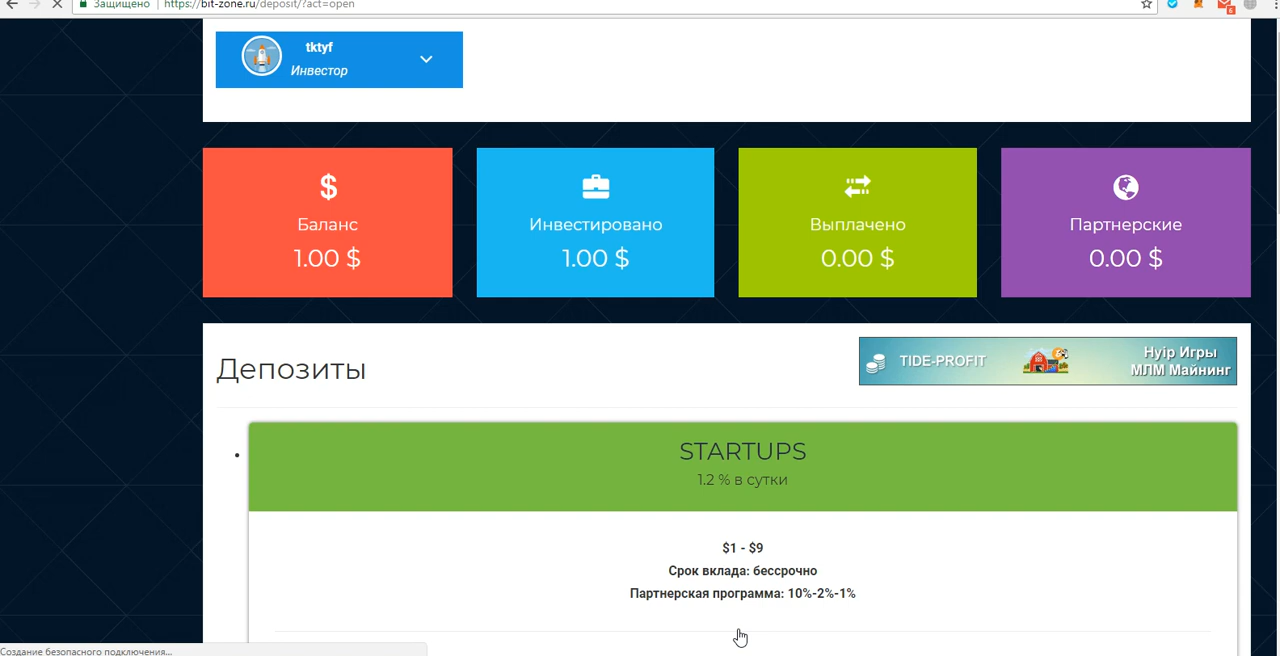 Защищено https://bit-zone.ru/deposit/?act=open
6
tktyf
Инвестор
$
Баланс
1.00 $
Инвестировано
1.00 $
Выплачено
0.00 $
Партнерские
0.00 $
Депозиты
TIDE-PROFIT
Hyip Игры
МЛМ Майнинг
STARTUPS
1.2 % в сутки
$1 - $9
Срок вклада: бессрочно
Партнерская программа: 10%-2%-1%
Создание безопасного подключения...